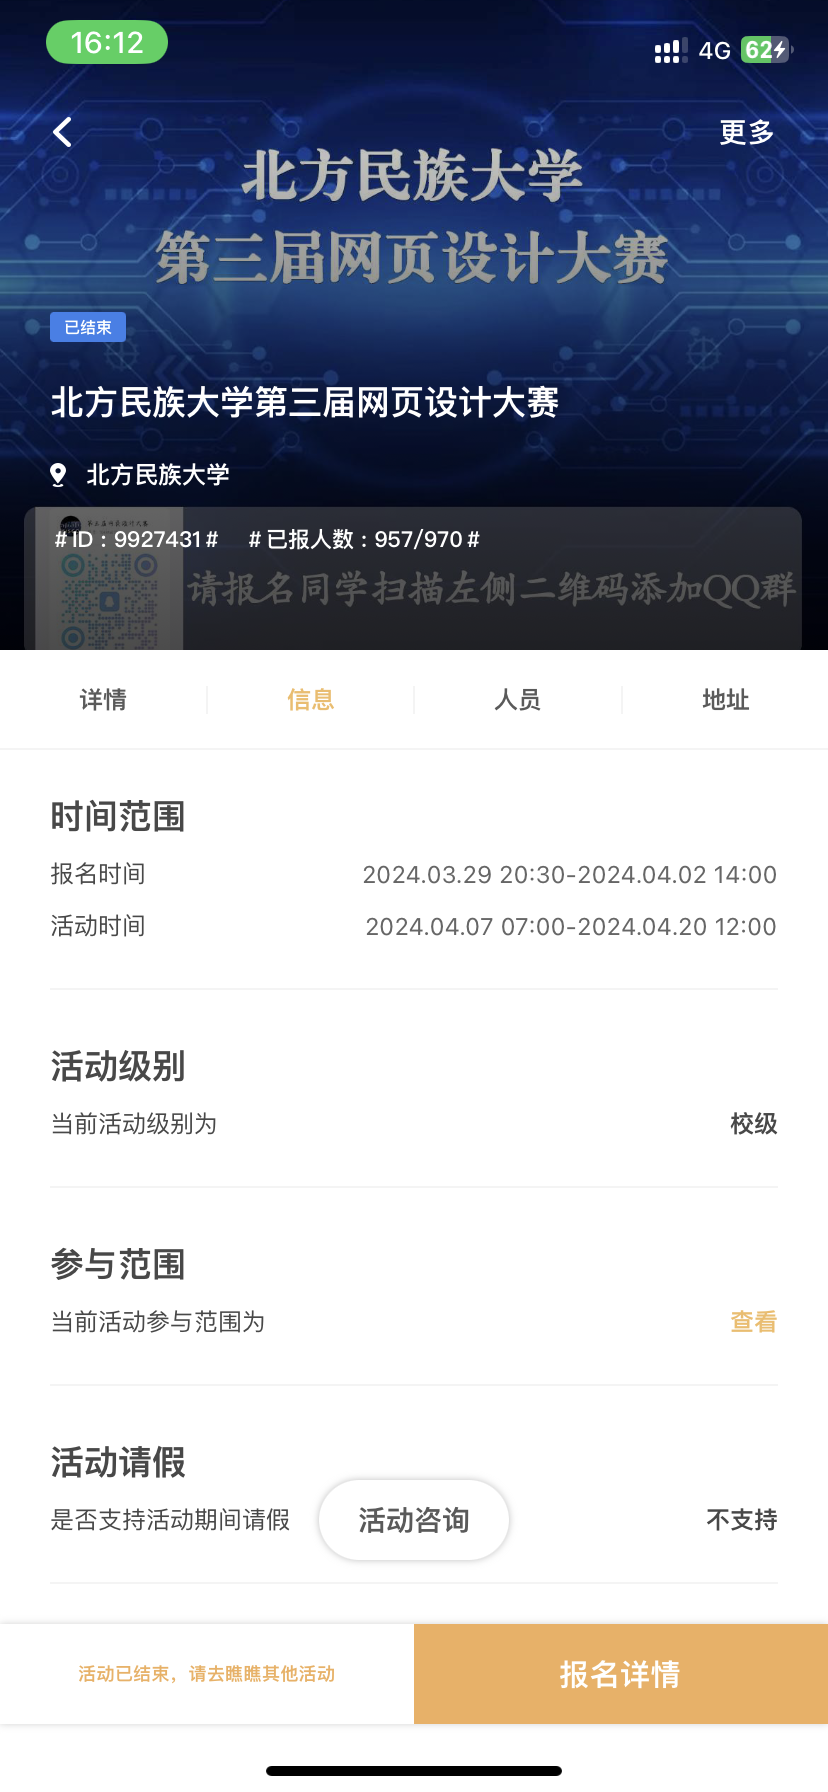 16:12
4G
62
更多
北方民族大学
第三届网页设计大赛
已结束
北方民族大学第三届网页设计大赛
北方民族大学
第三届网页设计大赛
#ID：9927431# #已报人数：957/970#
请报名同学扫描左侧二维码添加QQ群
详情
信息
人员
地址
时间范围
报名时间 2024.03.29 20:30-2024.04.02 14:00
活动时间 2024.04.07 07:00-2024.04.20 12:00
活动级别
当前活动级别为 校级
参与范围
当前活动参与范围为 查看
活动请假
是否支持活动期间请假 不支持
活动咨询
活动已结束，请去瞧瞧其他活动
报名详情